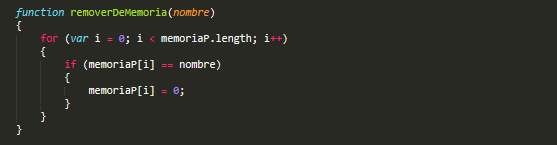 function removerDeMemoria(nombre)
{
    for (var i = 0; i < memoriaP.length; i++)
    {
        if (memoriaP[i] == nombre)
        {
            memoriaP[i] = 0;
        }
    }
}